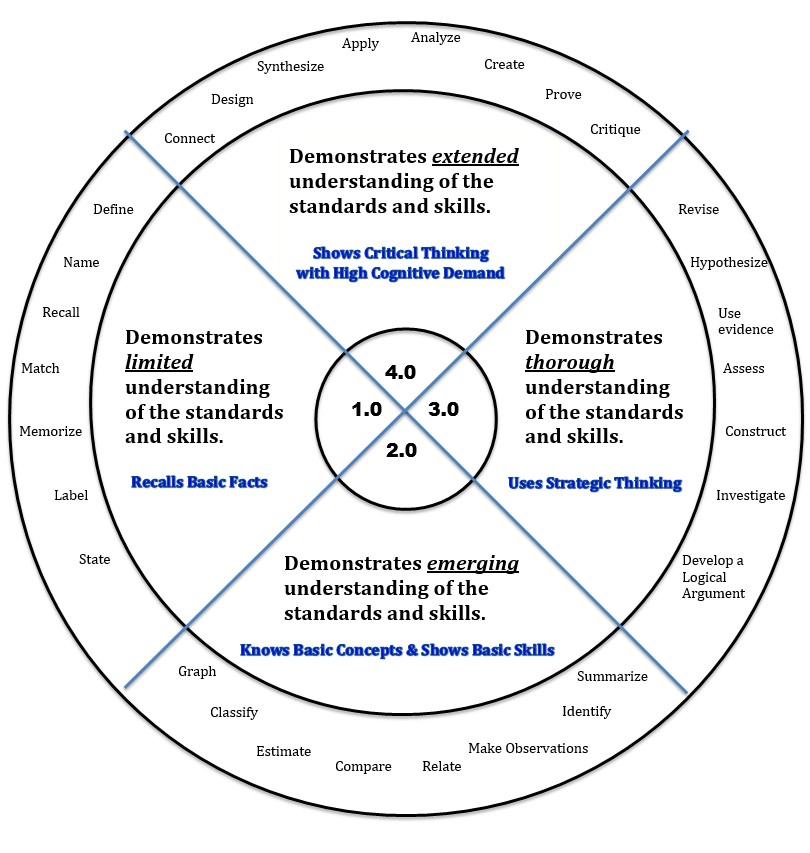 Apply
Analyze
Synthesize
Create
Design
Prove
Connect
Critique
Demonstrates extended
understanding of the
standards and skills.
Shows Critical Thinking
with High Cognitive Demand
Define
Name
Recall
Match
Memorize
Label
State
Demonstrates
limited
understanding
of the standards
and skills.
Recalls Basic Facts
4.0
1.0
3.0
2.0
Demonstrates
thorough
understanding
of the standards
and skills.
Uses Strategic Thinking
Revise
Hypothesize
Use
evidence
Assess
Construct
Investigate
Develop a
Logical
Argument
Demonstrates emerging
understanding of the
standards and skills.
Knows Basic Concepts & Shows Basic Skills
Graph
Classify
Estimate
Compare
Relate
Make Observations
Identify
Summarize